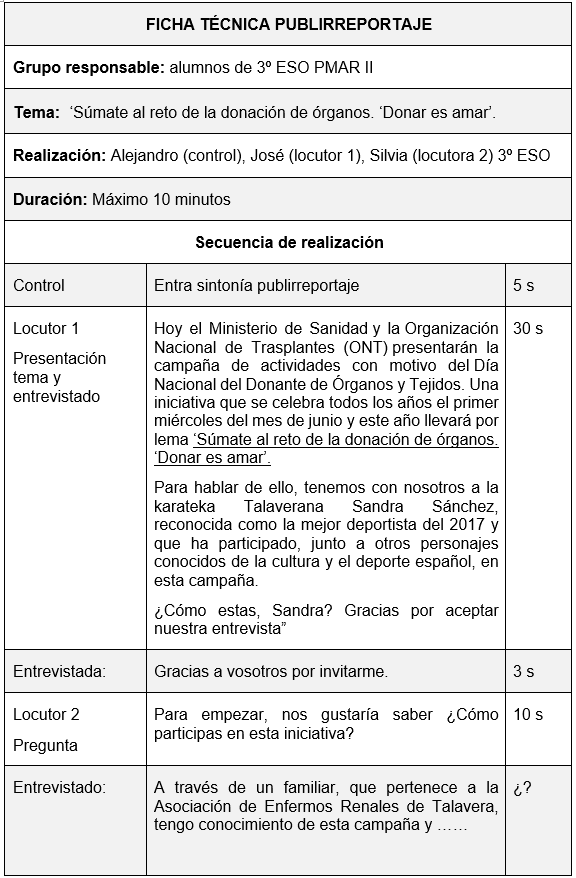 FICHA TÉCNICA PUBLIRREPORTAJE
Grupo responsable: alumnos de 3º ESO PMAR II
Tema: ‘Súmate al reto de la donación de órganos. ‘Donar es amar’.
Realización: Alejandro (control), José (locutor 1), Silvia (locutora 2) 3º ESO
Duración: Máximo 10 minutos
Secuencia de realización
Control
Entra sintonía publirreportaje
5 s
Locutor 1
Presentación
tema y
entrevistado
Hoy el Ministerio de Sanidad y la Organización
Nacional de Trasplantes (ONT) presentarán la
campaña de actividades con motivo del Día
Nacional del Donante de Órganos y Tejidos. Una
iniciativa que se celebra todos los años el primer
miércoles del mes de junio y este año llevará por
lema ‘Súmate al reto de la donación de órganos.
‘Donar es amar’.
Para hablar de ello, tenemos con nosotros a la
karateka Talaverana Sandra Sánchez,
reconocida como la mejor deportista del 2017 y
que ha participado, junto a otros personajes
conocidos de la cultura y el deporte español, en
esta campaña.
¿Cómo estas, Sandra? Gracias por aceptar
nuestra entrevista”
30 s
Entrevistada:
Gracias a vosotros por invitarme.
3 s
Locutor 2
Pregunta
Para empezar, nos gustaría saber ¿Cómo
participas en esta iniciativa?
10 s
Entrevistado:
A través de un familiar, que pertenece a la
Asociación de Enfermos Renales de Talavera,
tengo conocimiento de esta campaña y ……
¿?